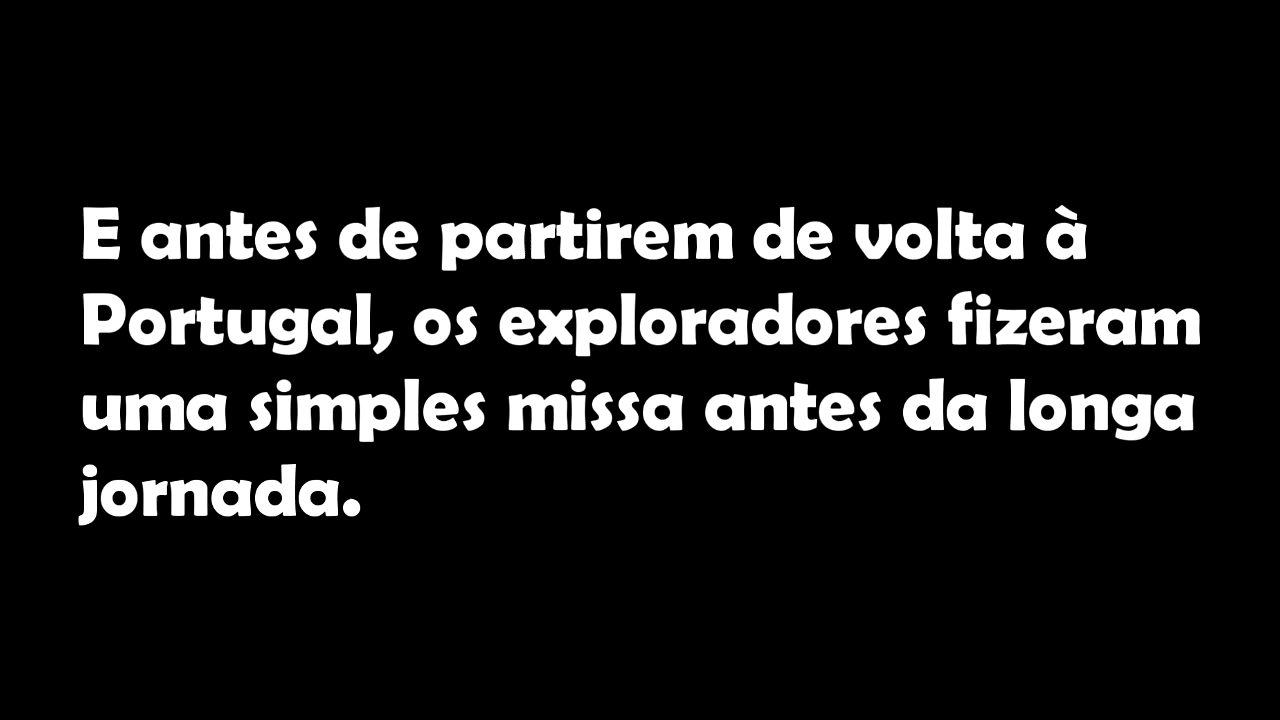 E antes de partirem de volta à
Portugal, os exploradores fizeram
uma simples missa antes da longa
jornada.